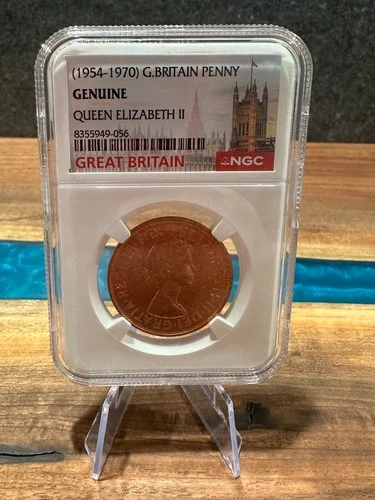 (1954-1970) G.BRITAIN PENNY
GENUINE
QUEEN ELIZABETH II
8355949-056
GREAT BRITAIN
NGC